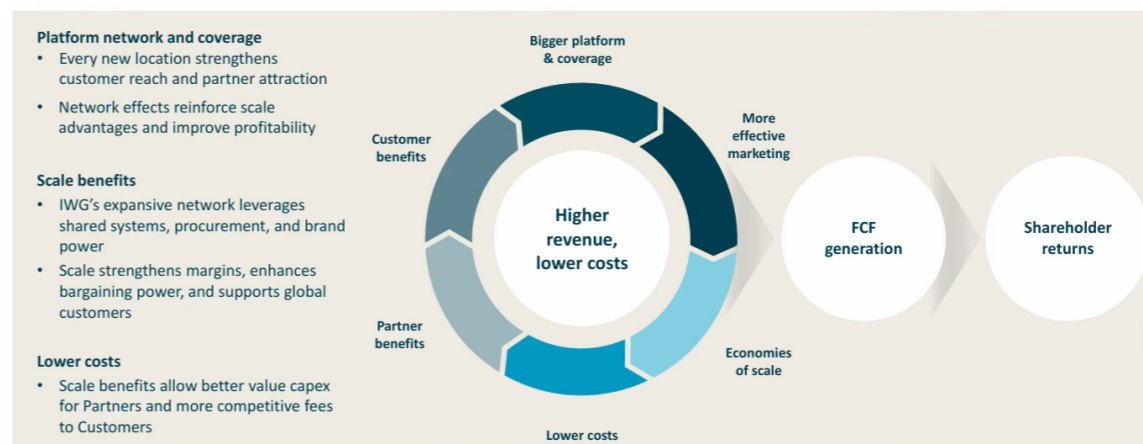 Platform network and coverage
• Every new location strengthens
customer reach and partner attraction
• Network effects reinforce scale
advantages and improve profitability
Scale benefits
• IWG’s expansive network leverages
shared systems, procurement, and brand
power
• Scale strengthens margins, enhances
bargaining power, and supports global
customers
Lower costs
• Scale benefits allow better value capex
for Partners and more competitive fees
to Customers
Bigger platform
& coverage
More
effective
marketing
Economies
of scale
Lower costs
Partner
benefits
Customer
benefits
Higher
revenue,
lower costs
FCF
generation
Shareholder
returns